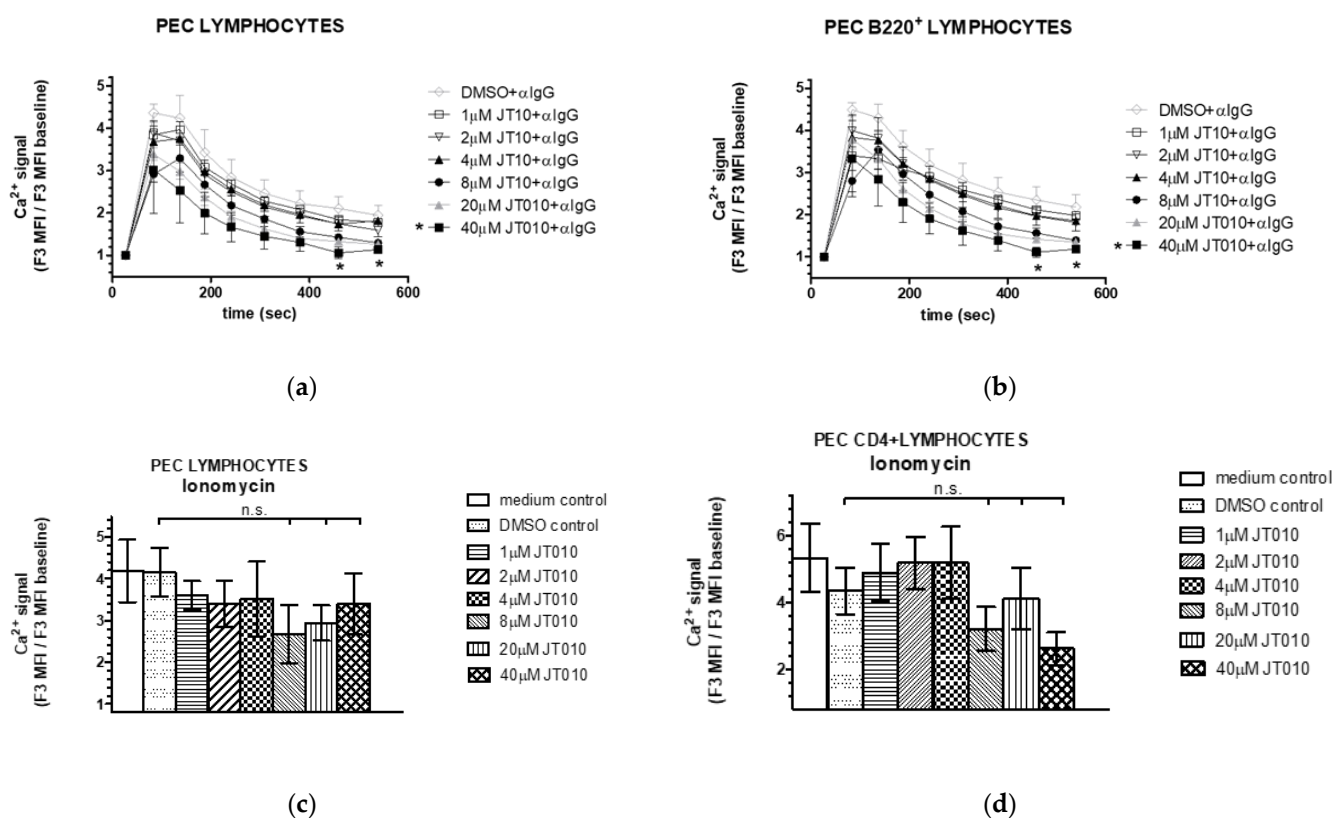 PEC LYMPHOCYTES
Ca²⁺ signal
(F3 MFI / F3 MFI baseline)
5
4
3
2
1
0
200
400
600
time (sec)
*
*
DMSO+αIgG
1µM JT10+αIgG
2µM JT10+αIgG
4µM JT10+αIgG
8µM JT10+αIgG
20µM JT010+αIgG
* 40µM JT010+αIgG
(a)
PEC B220⁺ LYMPHOCYTES
Ca²⁺ signal
(F3 MFI / F3 MFI baseline)
5
4
3
2
1
0
200
400
600
time (sec)
*
*
DMSO+αIgG
1µM JT10+αIgG
2µM JT10+αIgG
4µM JT10+αIgG
8µM JT10+αIgG
20µM JT010+αIgG
* 40µM JT010+αIgG
(b)
PEC LYMPHOCYTES
Ionomycin
n.s.
Ca²⁺ signal
(F3 MFI / F3 MFI baseline)
5
4
3
2
1
medium control
DMSO control
1µM JT010
2µM JT010
4µM JT010
8µM JT010
20µM JT010
40µM JT010
(c)
PEC CD4+LYMPHOCYTES
Ionomycin
n.s.
Ca²⁺ signal
(F3 MFI / F3 MFI baseline)
6
4
2
medium control
DMSO control
1µM JT010
2µM JT010
4µM JT010
8µM JT010
20µM JT010
40µM JT010
(d)